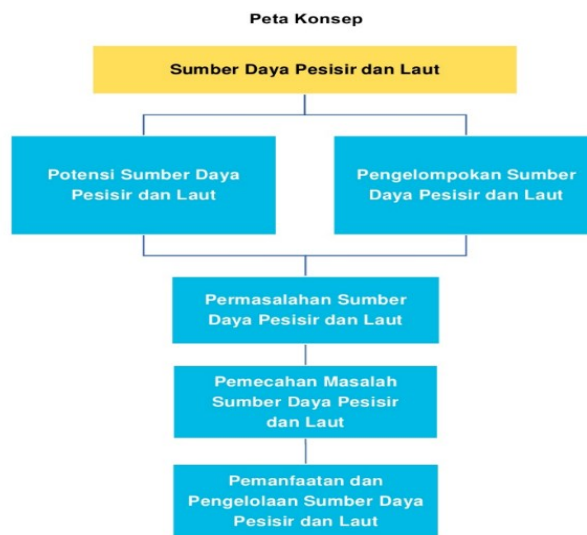 Peta Konsep
Sumber Daya Pesisir dan Laut
Potensi Sumber Daya
Pesisir dan Laut
Pengelompokan Sumber
Daya Pesisir dan Laut
Permasalahan Sumber
Daya Pesisir dan Laut
Pemecahan Masalah
Sumber Daya Pesisir
dan Laut
Pemanfaatan dan
Pengelolaan Sumber Daya
Pesisir dan Laut